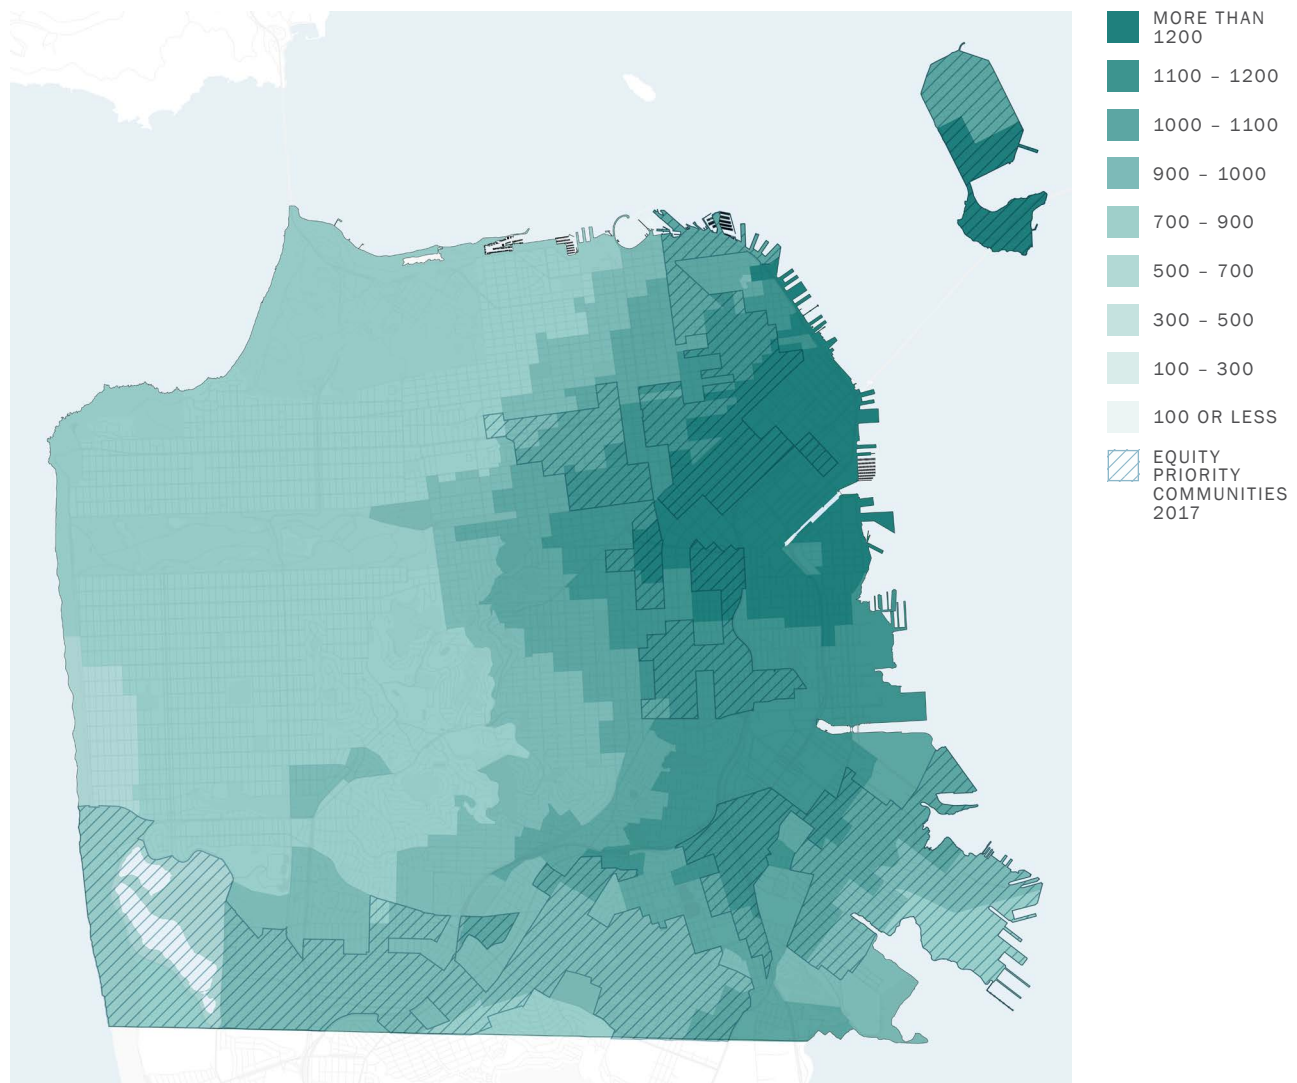 MORE THAN
1200
1100 – 1200
1000 – 1100
900 – 1000
700 – 900
500 – 700
300 – 500
100 – 300
100 OR LESS
EQUITY
PRIORITY
COMMUNITIES
2017